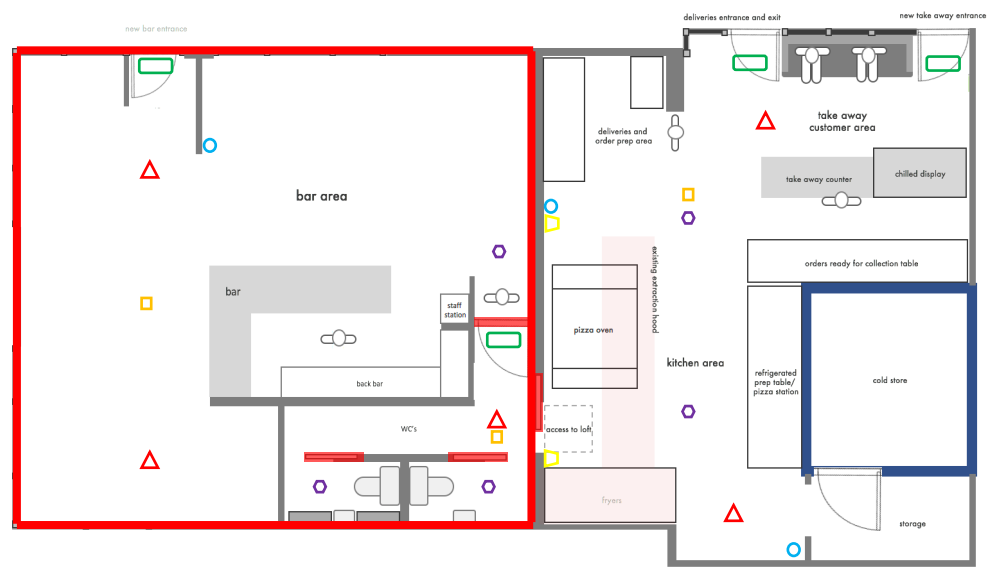 deliveries entrance and exit
new take away entrance
new bar entrance
take away
customer area
deliveries and
order prep area
chilled display
take away counter
bar area
existing extraction hood
orders ready for collection table
bar
staff
station
pizza oven
kitchen area
refrigerated
prep table/
pizza station
cold store
back bar
WC's
access to loft
fryers
storage